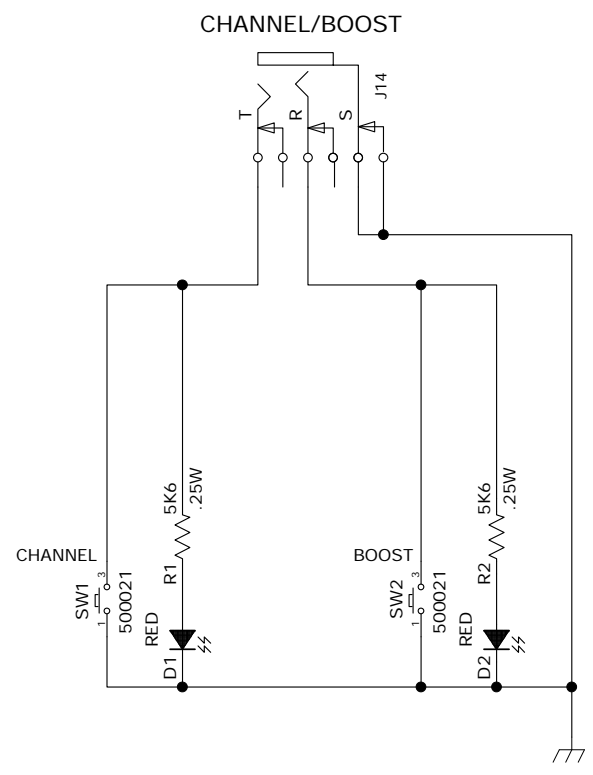 CHANNEL/BOOST
J14
T
R
S
5K6
.25W
R1
CHANNEL
SW1
3
1
500021
RED
D1
5K6
.25W
R2
BOOST
SW2
3
1
500021
RED
D2